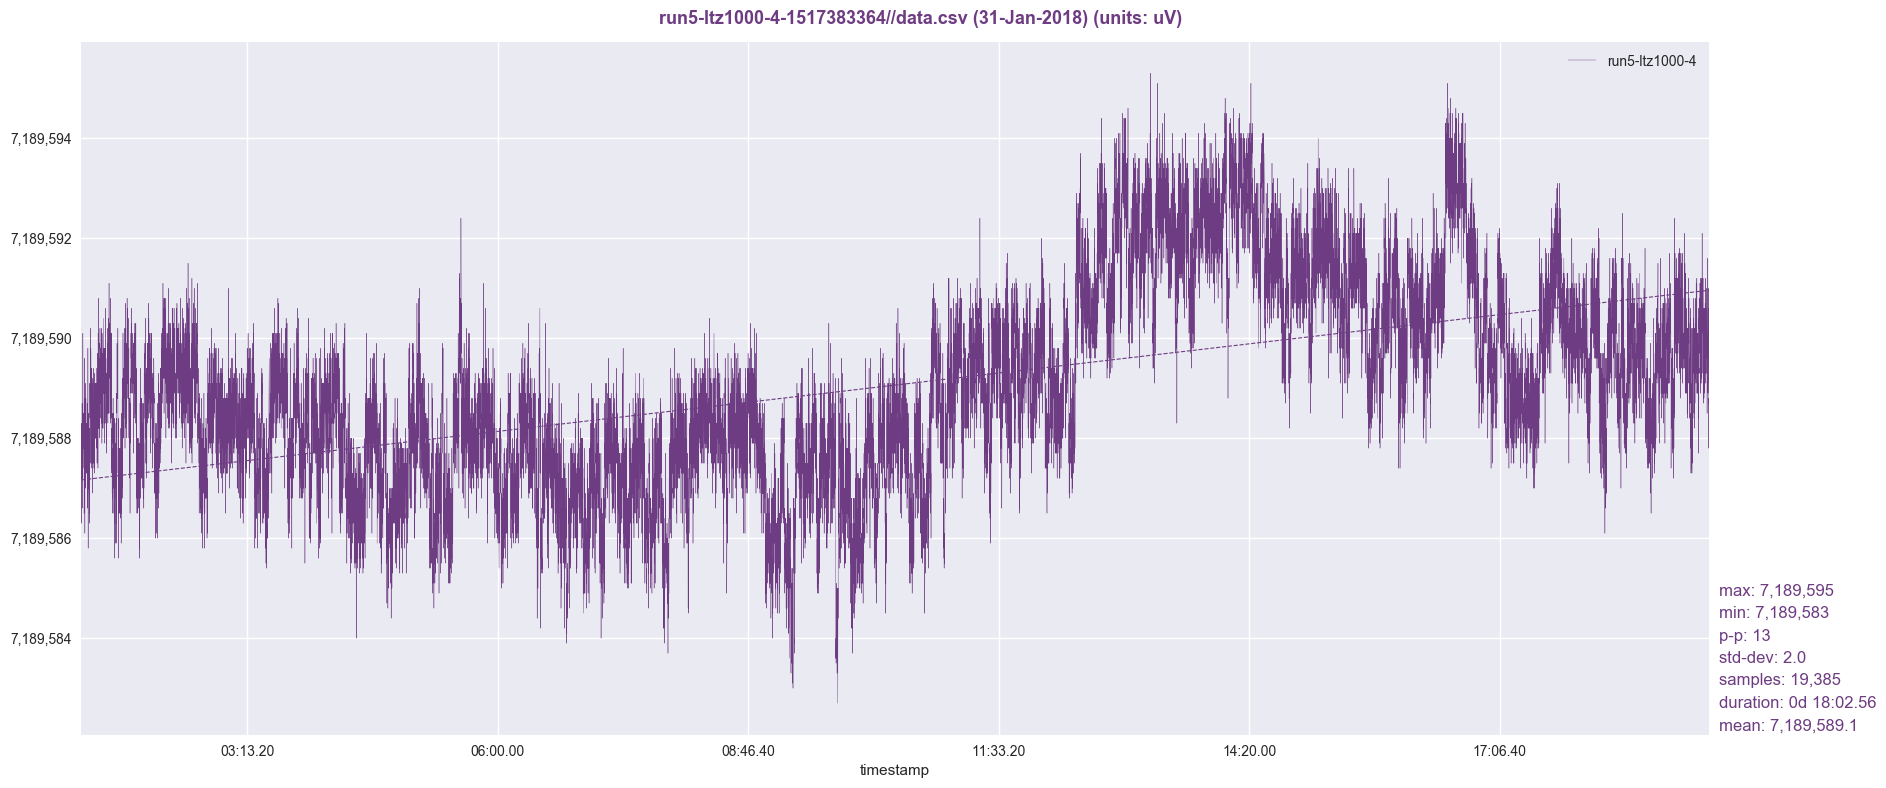 run5-ltz1000-4-1517383364//data.csv (31-Jan-2018) (units: uV)
run5-ltz1000-4
7,189,594
7,189,592
7,189,590
7,189,588
7,189,586
7,189,584
max: 7,189,595
min: 7,189,583
p-p: 13
std-dev: 2.0
samples: 19,385
duration: 0d 18:02.56
mean: 7,189,589.1
03:13.20 06:00.00 08:46.40 11:33.20 14:20.00 17:06.40
timestamp